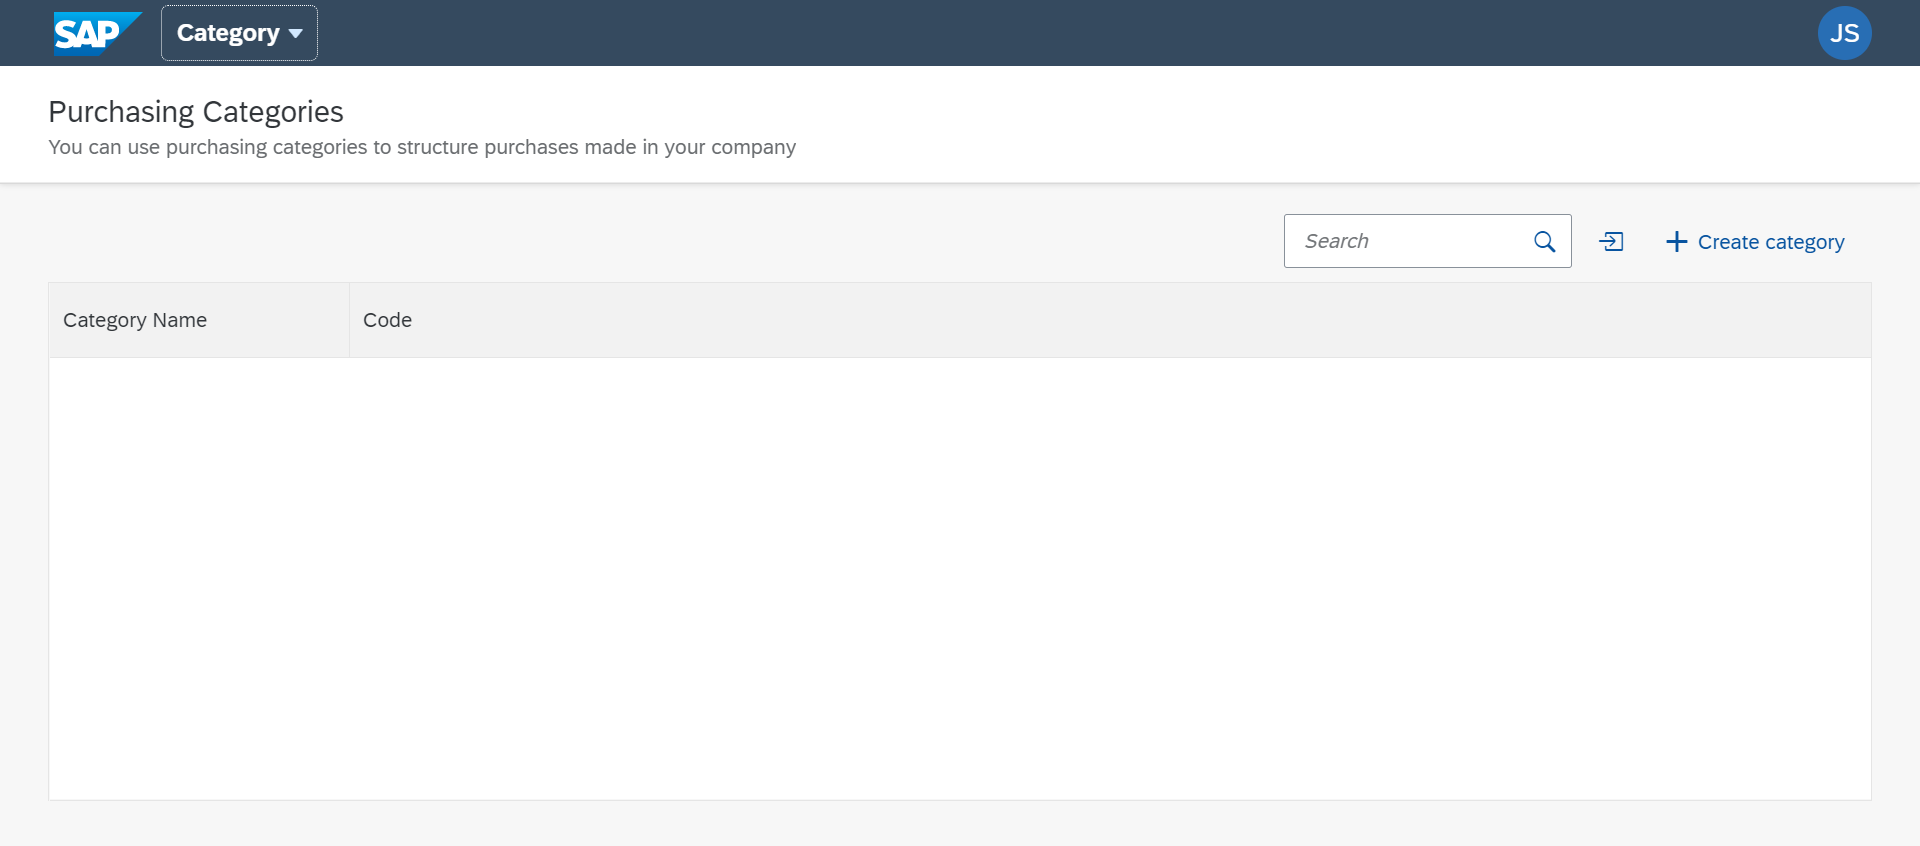 SAP Category JS
Purchasing Categories
You can use purchasing categories to structure purchases made in your company
Search Create category
Category Name Code